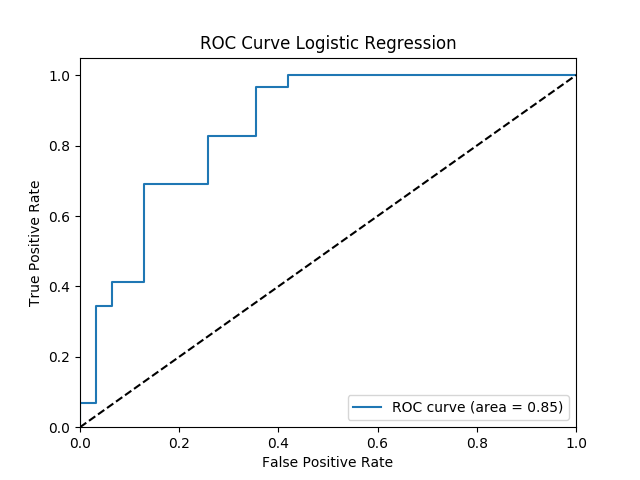 ROC Curve Logistic Regression
1.0
0.8
0.6
0.4
0.2
0.0
True Positive Rate
ROC curve (area = 0.85)
0.0 0.2 0.4 0.6 0.8 1.0
False Positive Rate